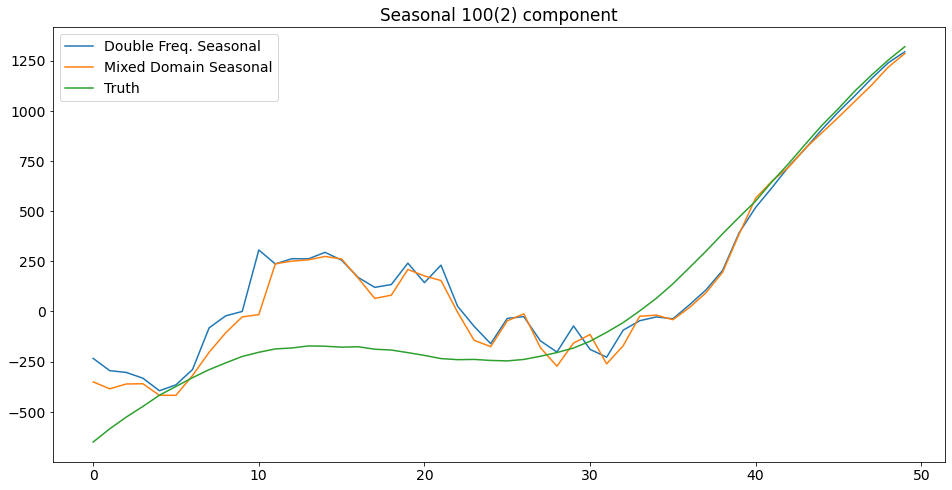 Seasonal 100(2) component
Double Freq. Seasonal
Mixed Domain Seasonal
Truth
1250
1000
750
500
250
0
−250
−500
0 10 20 30 40 50